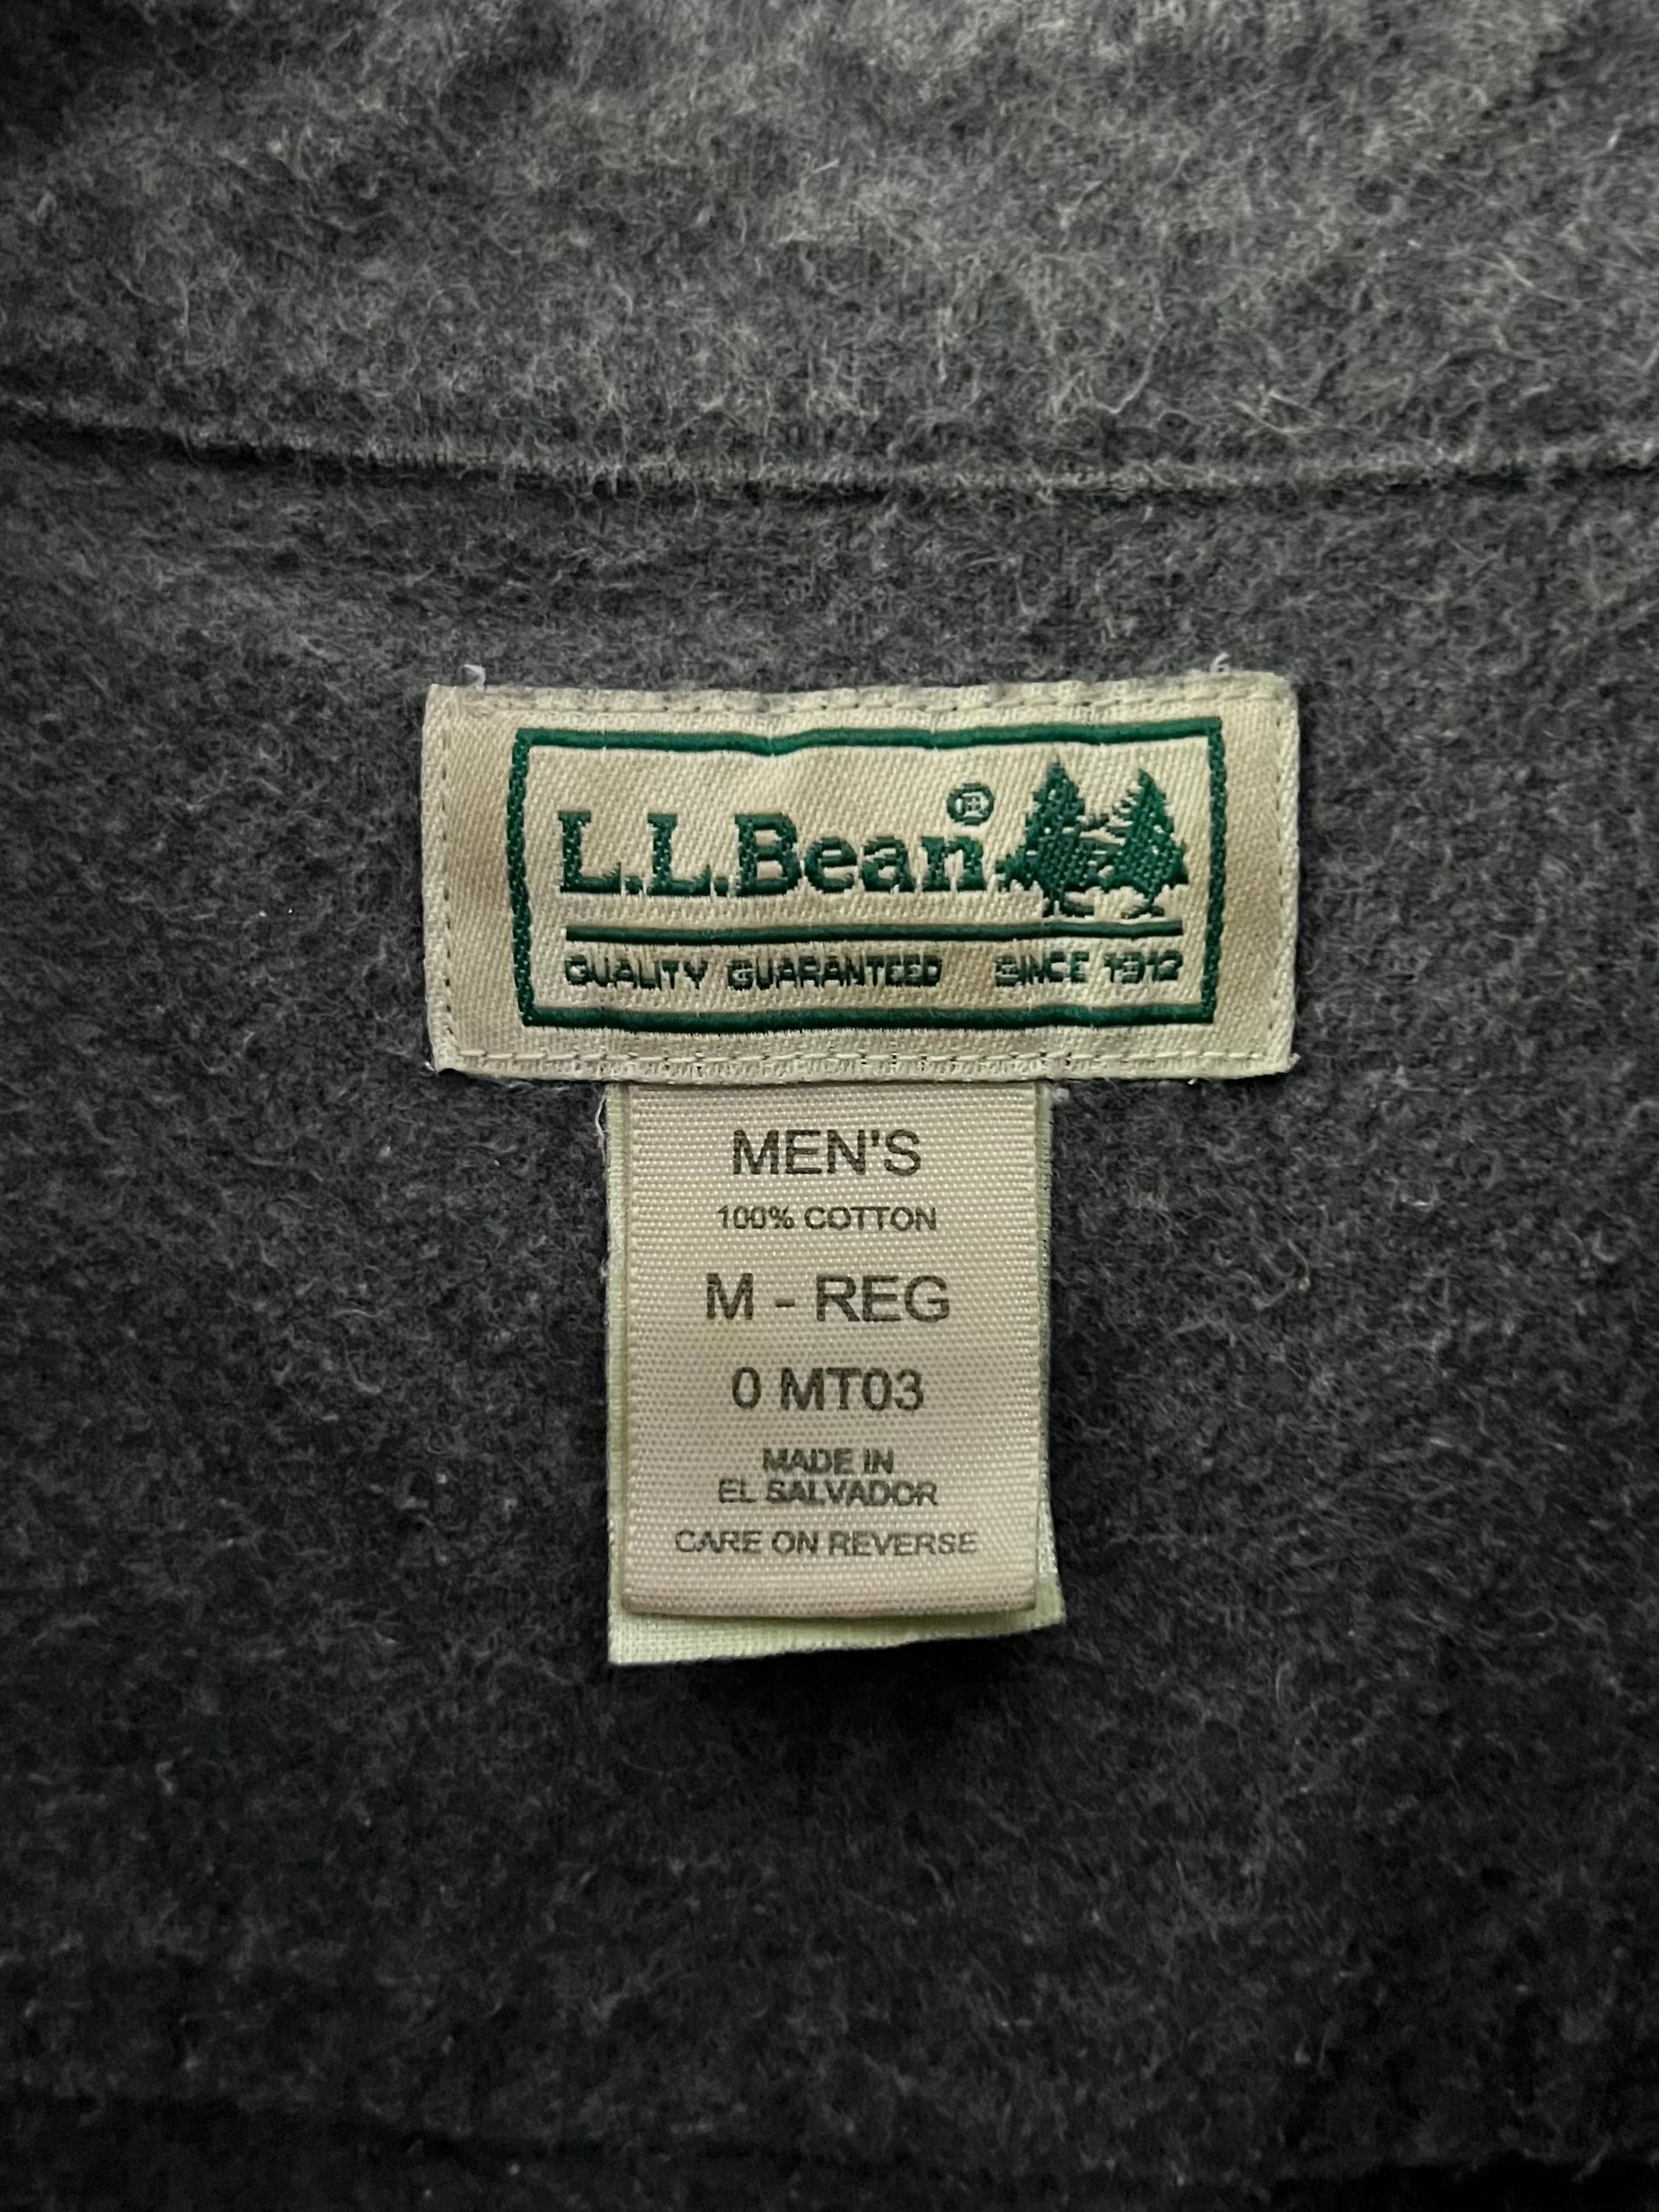 L.L.Bean®
QUALITY GUARANTEED SINCE 1912
MEN'S
100% COTTON
M - REG
0 MT03
MADE IN
EL SALVADOR
CARE ON REVERSE